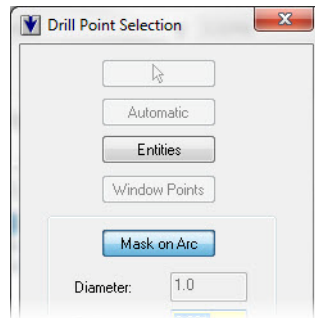 Drill Point Selection
Automatic
Entities
Window Points
Mask on Arc
Diameter: 1.0